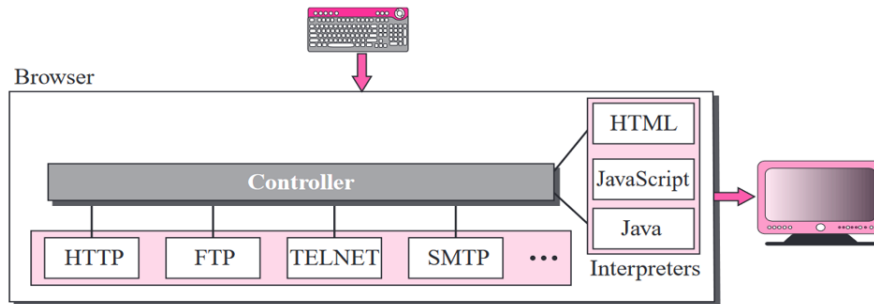 Browser
HTML
JavaScript
Java
Interpreters
Controller
HTTP
FTP
TELNET
SMTP
...